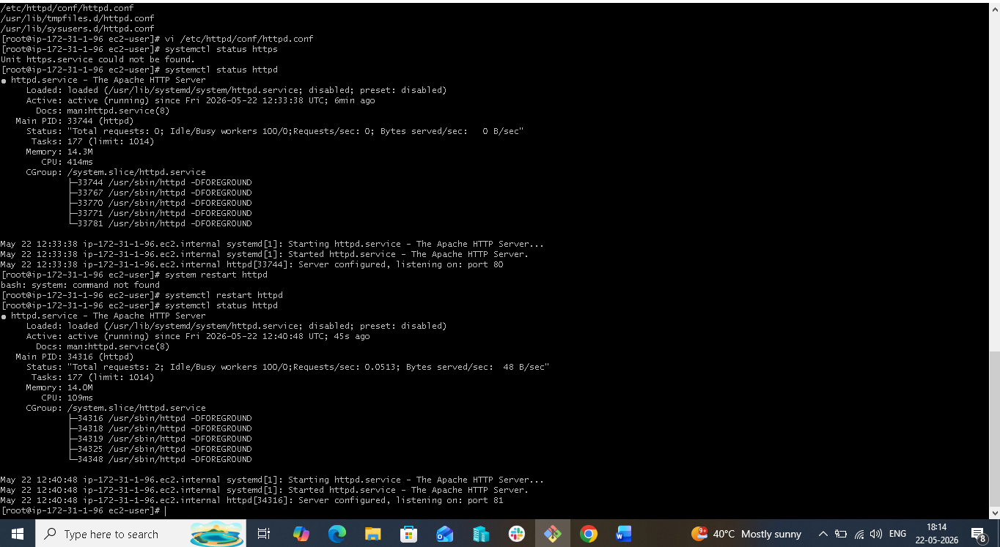 /etc/httpd/conf/httpd.conf
/usr/lib/tmpfiles.d/httpd.conf
/usr/lib/sysusers.d/httpd.conf
[root@ip-172-31-1-96 ec2-user]# vi /etc/httpd/conf/httpd.conf
[root@ip-172-31-1-96 ec2-user]# systemctl status https
Unit https.service could not be found.
[root@ip-172-31-1-96 ec2-user]# systemctl status httpd
● httpd.service - The Apache HTTP Server
     Loaded: loaded (/usr/lib/systemd/system/httpd.service; disabled; preset: disabled)
     Active: active (running) since Fri 2026-05-22 12:33:38 UTC; 6min ago
       Docs: man:httpd.service(8)
   Main PID: 33744 (httpd)
     Status: "Total requests: 0; Idle/Busy workers 100/0;Requests/sec: 0; Bytes served/sec:   0 B/sec"
      Tasks: 177 (limit: 1014)
     Memory: 14.3M
        CPU: 414ms
     CGroup: /system.slice/httpd.service
             ├─33744 /usr/sbin/httpd -DFOREGROUND
             ├─33767 /usr/sbin/httpd -DFOREGROUND
             ├─33770 /usr/sbin/httpd -DFOREGROUND
             ├─33771 /usr/sbin/httpd -DFOREGROUND
             └─33781 /usr/sbin/httpd -DFOREGROUND
May 22 12:33:38 ip-172-31-1-96.ec2.internal systemd[1]: Starting httpd.service - The Apache HTTP Server...
May 22 12:33:38 ip-172-31-1-96.ec2.internal systemd[1]: Started httpd.service - The Apache HTTP Server.
May 22 12:33:38 ip-172-31-1-96.ec2.internal httpd[33744]: Server configured, listening on: port 80
[root@ip-172-31-1-96 ec2-user]# system restart httpd
bash: system: command not found
[root@ip-172-31-1-96 ec2-user]# systemctl restart httpd
[root@ip-172-31-1-96 ec2-user]# systemctl status httpd
● httpd.service - The Apache HTTP Server
     Loaded: loaded (/usr/lib/systemd/system/httpd.service; disabled; preset: disabled)
     Active: active (running) since Fri 2026-05-22 12:40:48 UTC; 45s ago
       Docs: man:httpd.service(8)
   Main PID: 34316 (httpd)
     Status: "Total requests: 2; Idle/Busy workers 100/0;Requests/sec: 0.0513; Bytes served/sec:  48 B/sec"
      Tasks: 177 (limit: 1014)
     Memory: 14.0M
        CPU: 109ms
     CGroup: /system.slice/httpd.service
             ├─34316 /usr/sbin/httpd -DFOREGROUND
             ├─34318 /usr/sbin/httpd -DFOREGROUND
             ├─34319 /usr/sbin/httpd -DFOREGROUND
             ├─34325 /usr/sbin/httpd -DFOREGROUND
             └─34348 /usr/sbin/httpd -DFOREGROUND
May 22 12:40:48 ip-172-31-1-96.ec2.internal systemd[1]: Starting httpd.service - The Apache HTTP Server...
May 22 12:40:48 ip-172-31-1-96.ec2.internal systemd[1]: Started httpd.service - The Apache HTTP Server.
May 22 12:40:48 ip-172-31-1-96.ec2.internal httpd[34316]: Server configured, listening on: port 81
[root@ip-172-31-1-96 ec2-user]#
Type here to search
9+
40°C Mostly sunny
ENG
18:14
22-05-2026
8